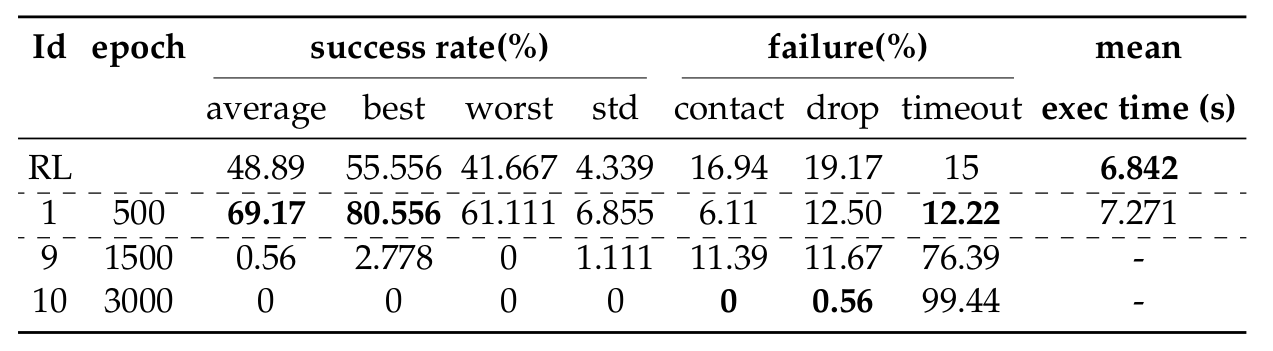 Id epoch success rate(%) failure(%) mean
average best worst std contact drop timeout exec time (s)
RL 48.89 55.556 41.667 4.339 16.94 19.17 15 6.842
1 500 69.17 80.556 61.111 6.855 6.11 12.50 12.22 7.271
9 1500 0.56 2.778 0 1.111 11.39 11.67 76.39 -
10 3000 0 0 0 0 0 0.56 99.44 -